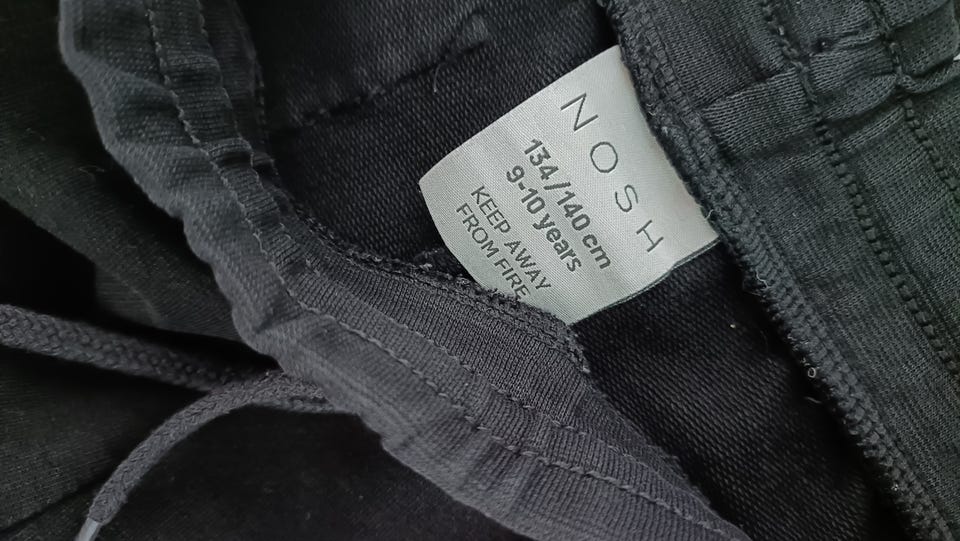 NOSH
134/140 cm
9-10 years
KEEP AWAY
FROM FIRE